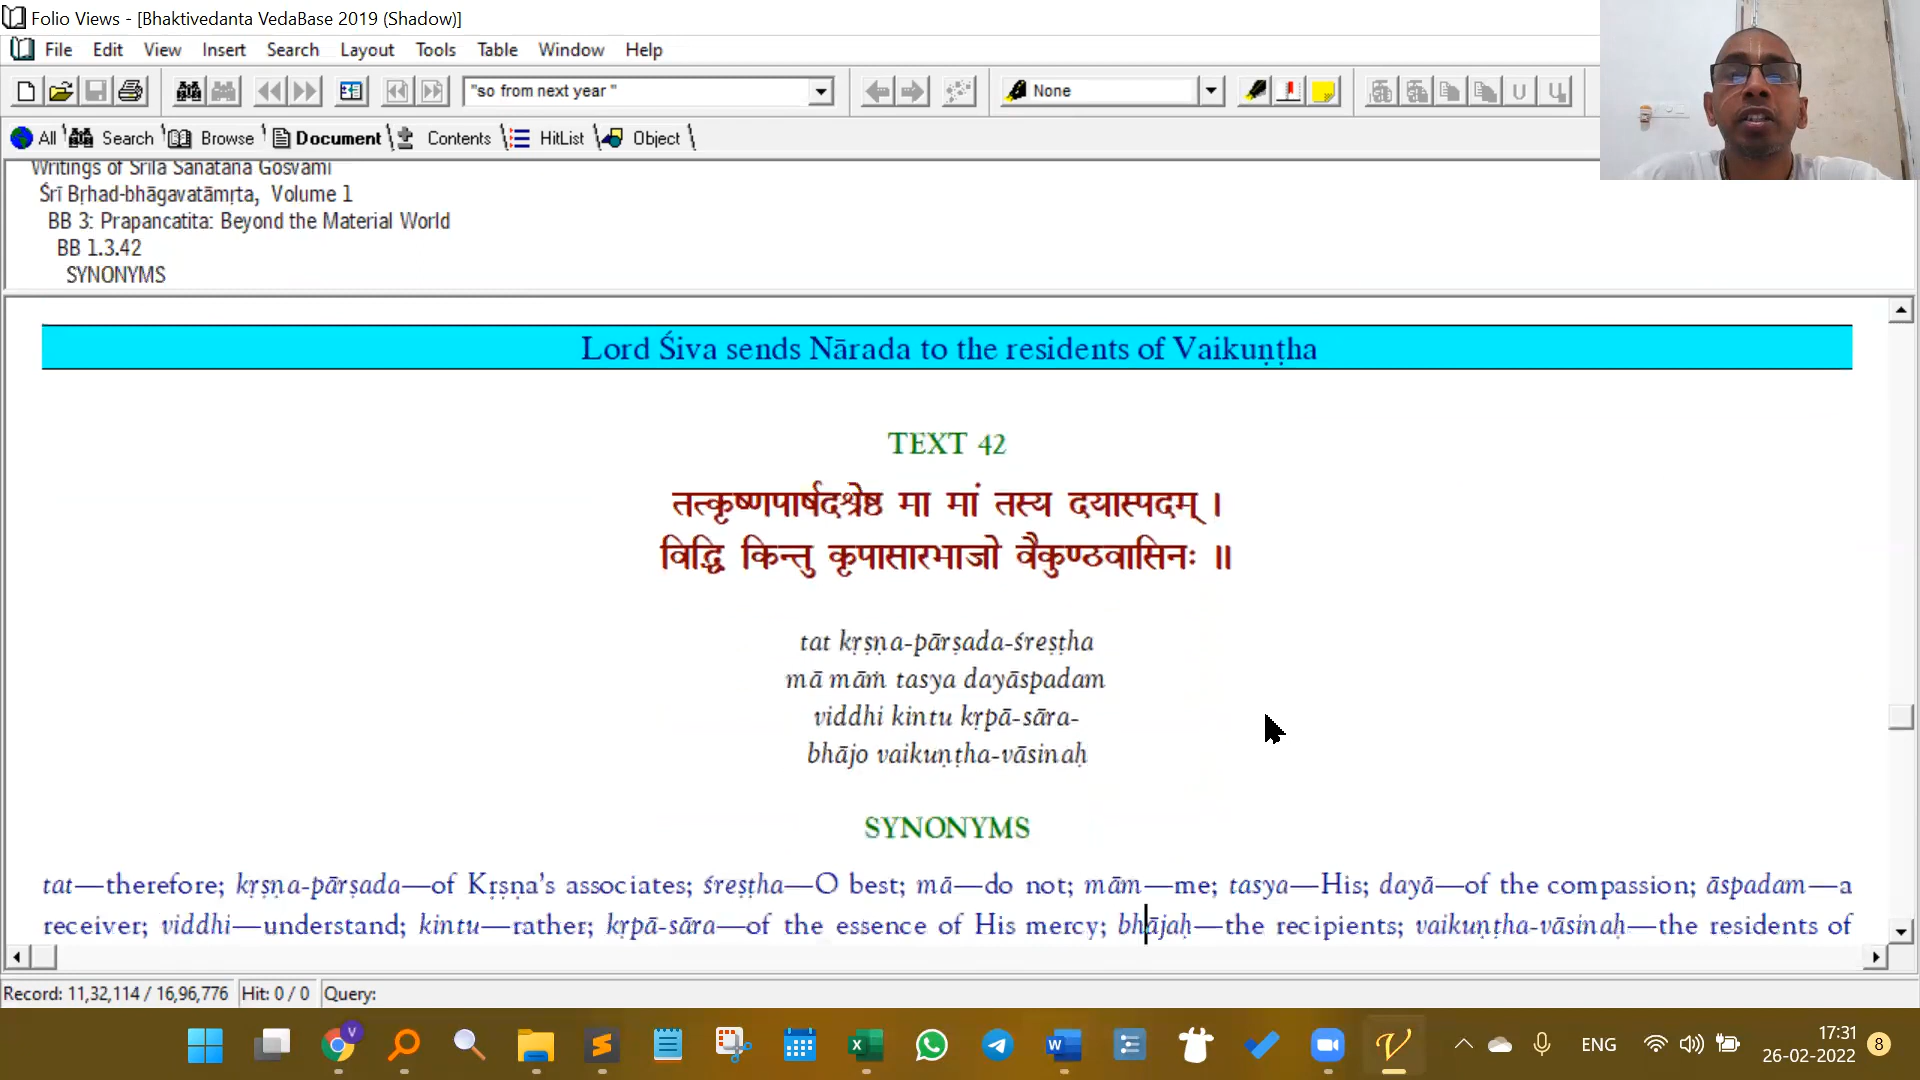 Folio Views - [Bhaktivedanta VedaBase 2019 (Shadow)]
File Edit View Insert Search Layout Tools Table Window Help
"so from next year " None
All Search Browse Document Contents HitList Object
Writings of Srila Sanatana Gosvami
Śrī Bṛhad-bhāgavatāmṛta, Volume 1
BB 3: Prapancatita: Beyond the Material World
BB 1.3.42
SYNONYMS
Lord Śiva sends Nārada to the residents of Vaikuṇṭha
TEXT 42
तत्कृष्णपार्षदश्रेष्ठ मा मां तस्य दयास्पदम् ।
विद्धि किन्तु कृपासारभाजो वैकुण्ठवासिनः ॥
tat kṛṣṇa-pārṣada-śreṣṭha
mā māṁ tasya dayāspadam
viddhi kintu kṛpā-sāra-
bhājo vaikuṇṭha-vāsinaḥ
SYNONYMS
tat—therefore; kṛṣṇa-pārṣada—of Kṛṣṇa's associates; śreṣṭha—O best; mā—do not; mām—me; tasya—His; dayā—of the compassion; āspadam—a
receiver; viddhi—understand; kintu—rather; kṛpā-sāra—of the essence of His mercy; bhājaḥ—the recipients; vaikuṇṭha-vāsinaḥ—the residents of
Record: 11,32,114 / 16,96,776 Hit: 0 / 0 Query:
V
ENG
17:31
26-02-2022
8